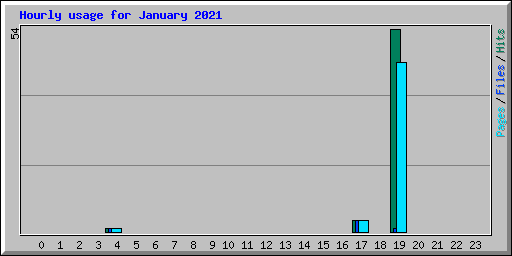 Hourly usage for January 2021
54
Pages/Files/Hits
0 1 2 3 4 5 6 7 8 9 10 11 12 13 14 15 16 17 18 19 20 21 22 23